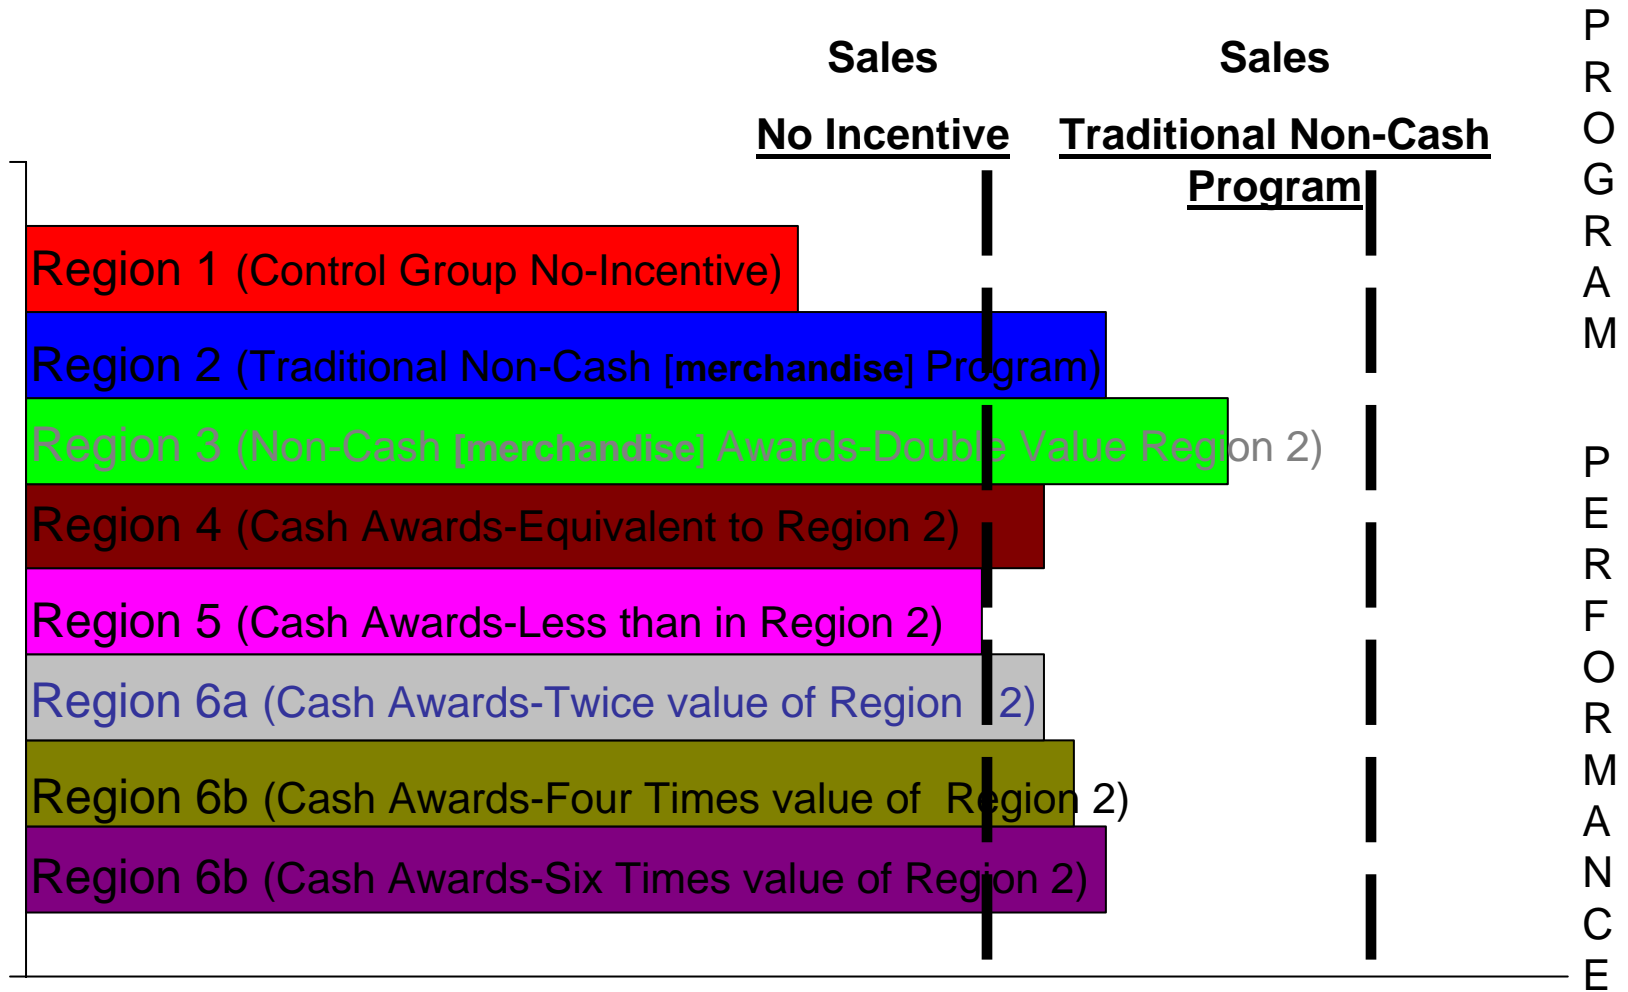 Sales
No Incentive
Sales
Traditional Non-Cash
Program
Region 1 (Control Group No-Incentive)
Region 2 (Traditional Non-Cash [merchandise] Program)
Region 3 (Non-Cash [merchandise] Awards-Double Value Region 2)
Region 4 (Cash Awards-Equivalent to Region 2)
Region 5 (Cash Awards-Less than in Region 2)
Region 6a (Cash Awards-Twice value of Region 2)
Region 6b (Cash Awards-Four Times value of Region 2)
Region 6b (Cash Awards-Six Times value of Region 2)
PROGRAM PERFORMANCE